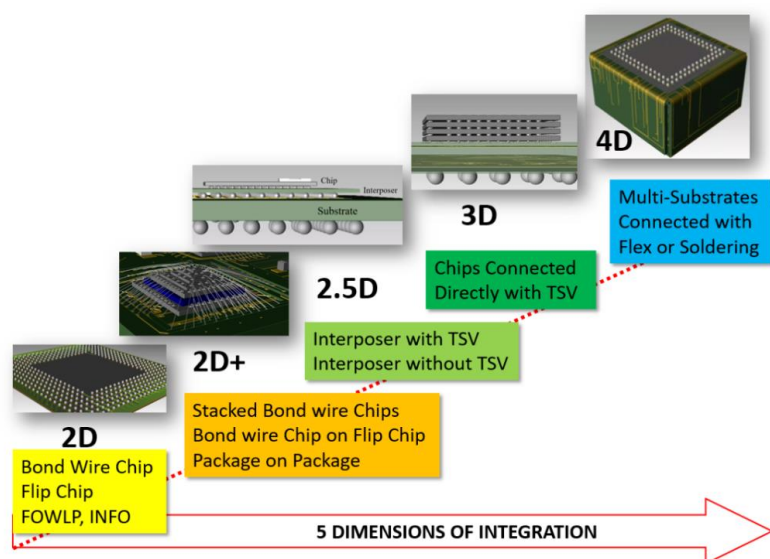 4D
Multi-Substrates
Connected with
Flex or Soldering
3D
Chips Connected
Directly with TSV
Chip
Interposer
Substrate
2.5D
Interposer with TSV
Interposer without TSV
2D+
Stacked Bond wire Chips
Bond wire Chip on Flip Chip
Package on Package
2D
Bond Wire Chip
Flip Chip
FOWLP, INFO
5 DIMENSIONS OF INTEGRATION